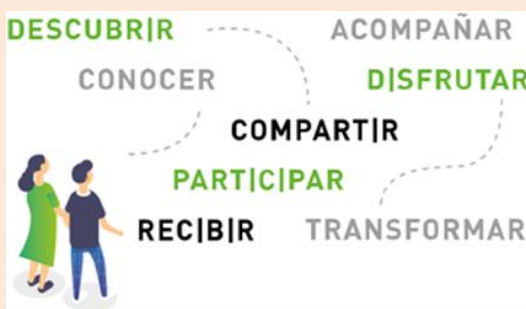 DESCUBRIR
ACOMPAÑAR
CONOCER
DISFRUTAR
COMPARTIR
PARTICIPAR
RECIBIR
TRANSFORMAR